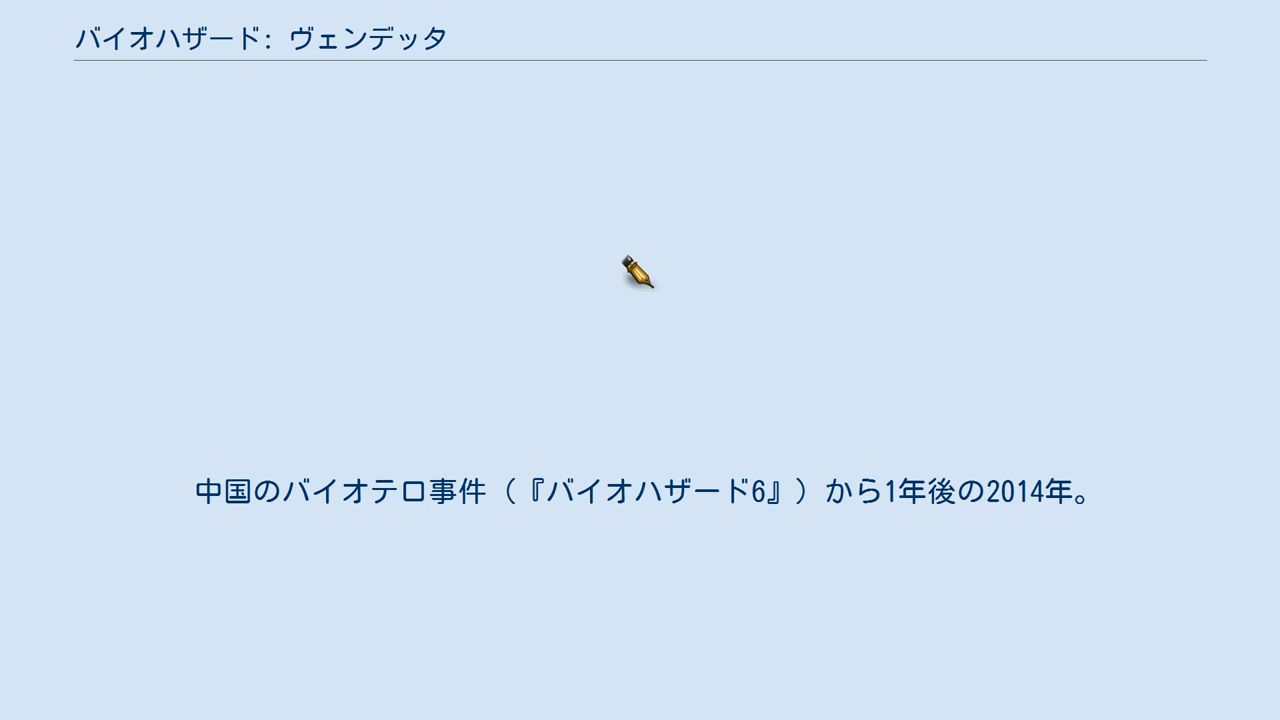 バイオハザード: ヴェンデッタ
中国のバイオテロ事件（『バイオハザード6』）から1年後の2014年。